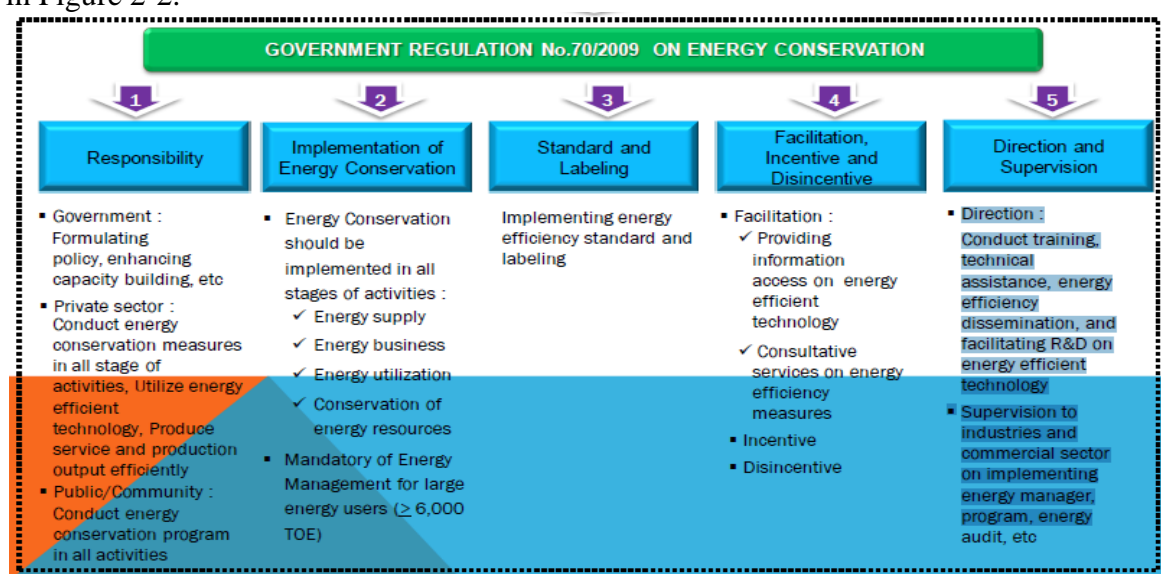 in Figure 2-2.
GOVERNMENT REGULATION No.70/2009 ON ENERGY CONSERVATION
1
Responsibility
▪ Government :
Formulating
policy, enhancing
capacity building, etc
▪ Private sector :
Conduct energy
conservation measures
in all stage of
activities, Utilize energy
efficient
technology, Produce
service and production
output efficiently
▪ Public/Community :
Conduct energy
conservation program
in all activities
2
Implementation of
Energy Conservation
▪ Energy Conservation
should be
implemented in all
stages of activities :
✓ Energy supply
✓ Energy business
✓ Energy utilization
✓ Conservation of
energy resources
▪ Mandatory of Energy
Management for large
energy users (≥ 6,000
TOE)
3
Standard and
Labeling
Implementing energy
efficiency standard and
labeling
4
Facilitation,
Incentive and
Disincentive
▪ Facilitation :
✓ Providing
information
access on energy
efficient
technology
✓ Consultative
services on energy
efficiency
measures
▪ Incentive
▪ Disincentive
5
Direction and
Supervision
▪ Direction :
Conduct training,
technical
assistance, energy
efficiency
dissemination, and
facilitating R&D on
energy efficient
technology
▪ Supervision to
industries and
commercial sector
on implementing
energy manager,
program, energy
audit, etc